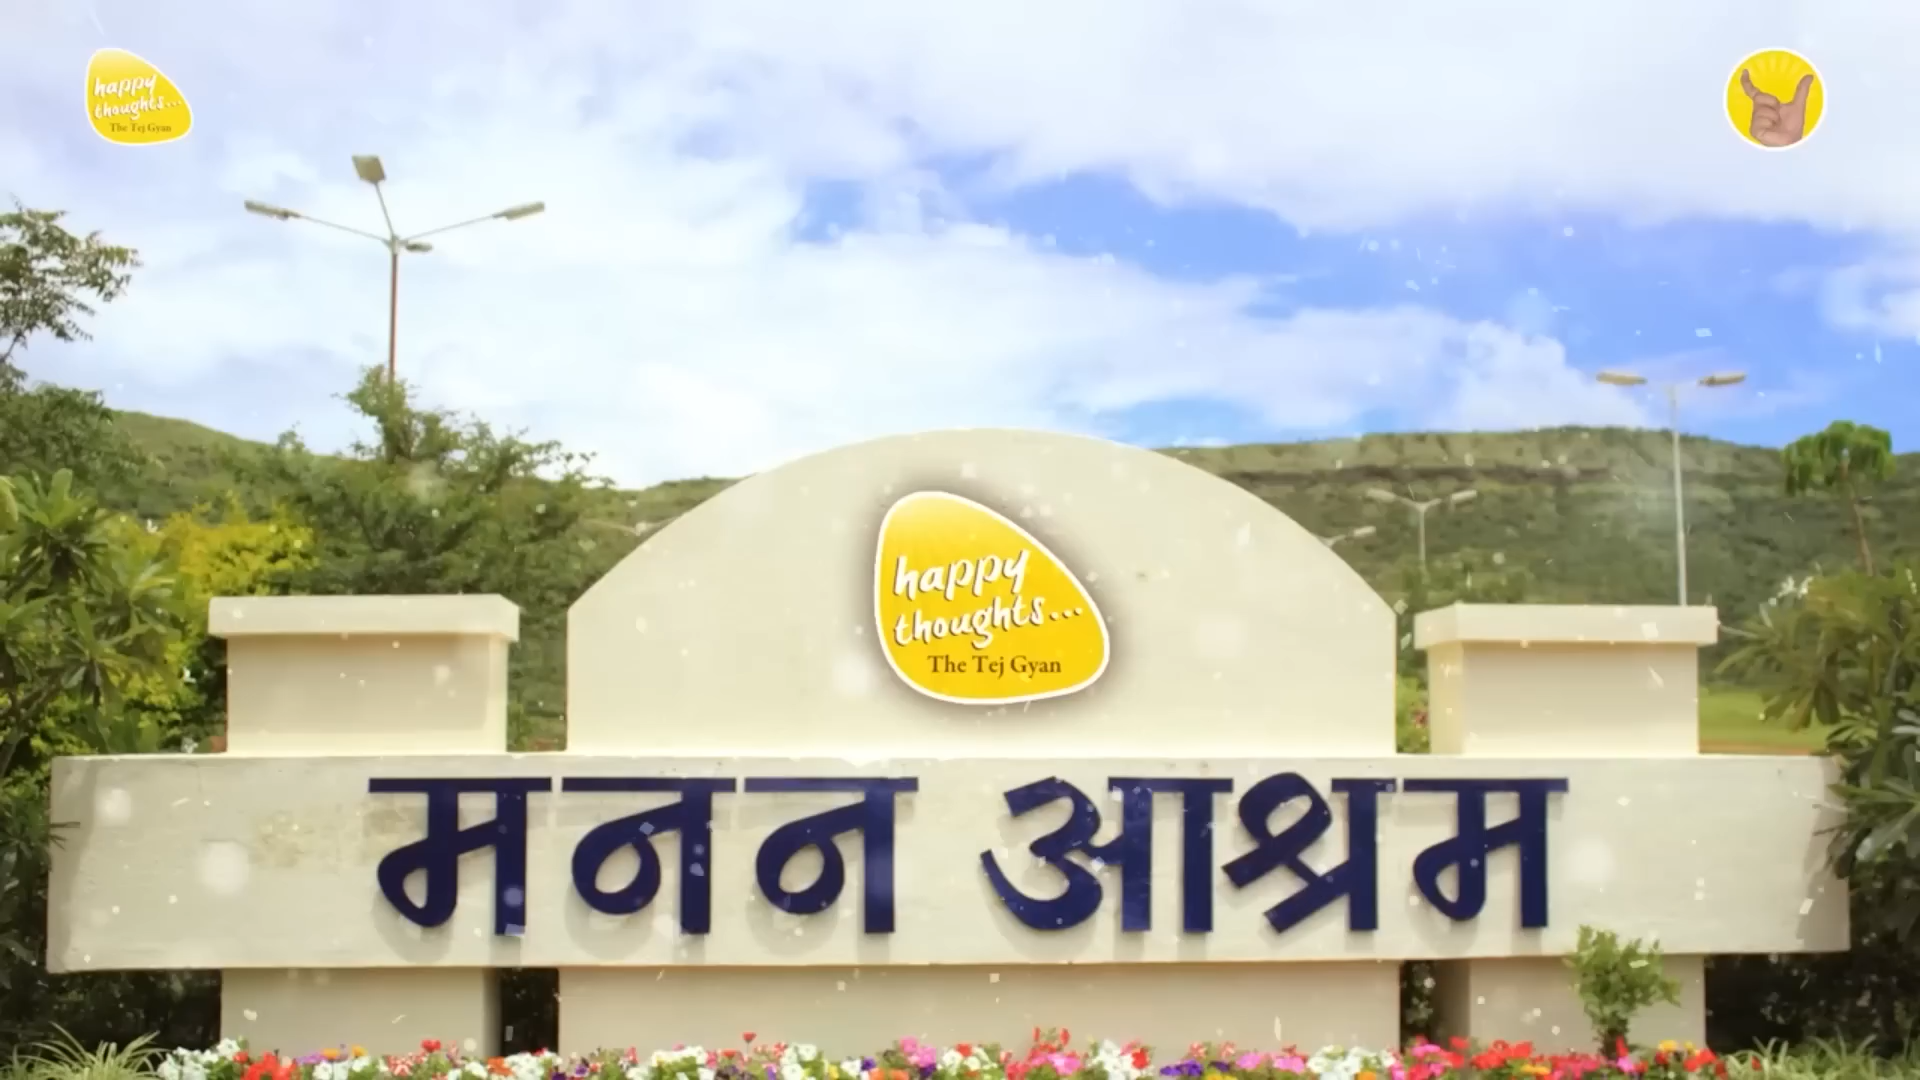 happy
thoughts...
The Tej Gyan
happy
thoughts...
The Tej Gyan
मनन आश्रम